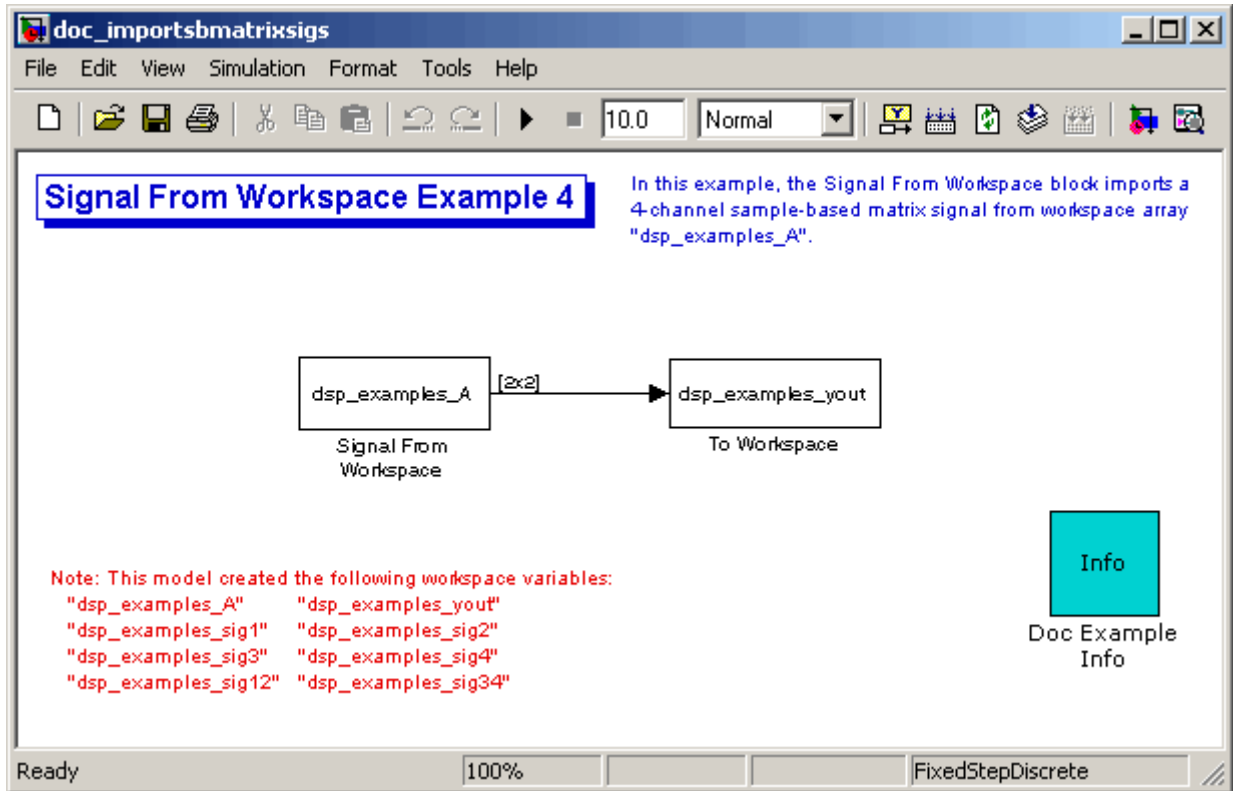 doc_importsbmatrixsigs
File Edit View Simulation Format Tools Help
10.0 Normal
Signal From Workspace Example 4
In this example, the Signal From Workspace block imports a
4-channel sample-based matrix signal from workspace array
"dsp_examples_A".
dsp_examples_A
[2x2]
dsp_examples_yout
Signal From
Workspace
To Workspace
Info
Doc Example
Info
Note: This model created the following workspace variables:
"dsp_examples_A" "dsp_examples_yout"
"dsp_examples_sig1" "dsp_examples_sig2"
"dsp_examples_sig3" "dsp_examples_sig4"
"dsp_examples_sig12" "dsp_examples_sig34"
Ready 100% FixedStepDiscrete